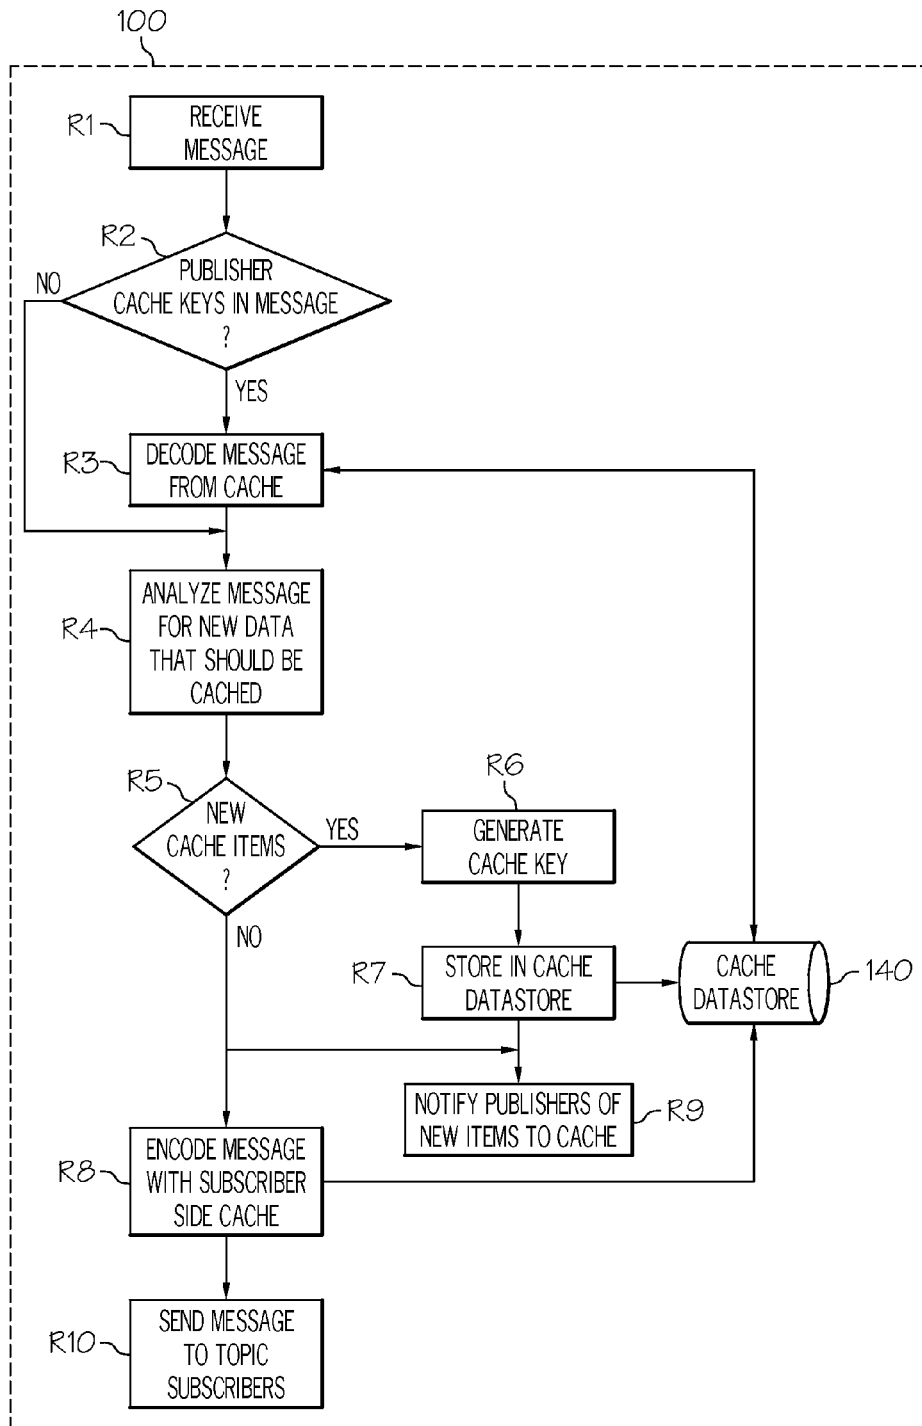 100
R1
RECEIVE
MESSAGE
R2
PUBLISHER
CACHE KEYS IN MESSAGE
?
NO
YES
R3
DECODE MESSAGE
FROM CACHE
R4
ANALYZE MESSAGE
FOR NEW DATA
THAT SHOULD BE
CACHED
R5
NEW
CACHE ITEMS
?
YES
NO
R6
GENERATE
CACHE KEY
R7
STORE IN CACHE
DATASTORE
CACHE
DATASTORE
140
NOTIFY PUBLISHERS OF
NEW ITEMS TO CACHE
R9
R8
ENCODE MESSAGE
WITH SUBSCRIBER
SIDE CACHE
R10
SEND MESSAGE
TO TOPIC
SUBSCRIBERS